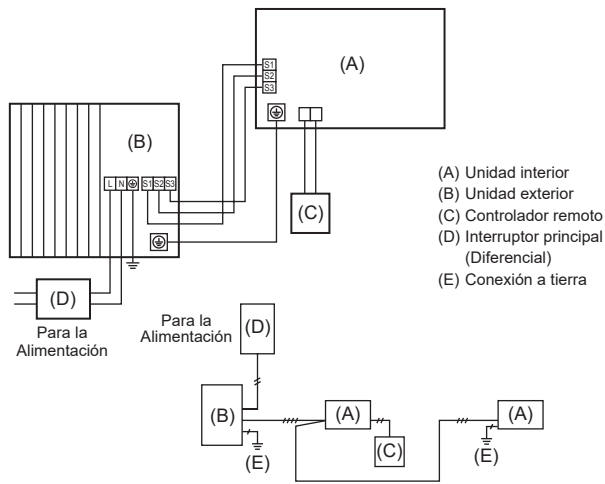 (A)
S1
S2
S3
(B)
L N S1 S2 S3
(C)
(D)
Para la
Alimentación
(A) Unidad interior
(B) Unidad exterior
(C) Controlador remoto
(D) Interruptor principal
(Diferencial)
(E) Conexión a tierra
Para la
Alimentación
(D)
(B)
(A)
(A)
(C)
(E)
(E)